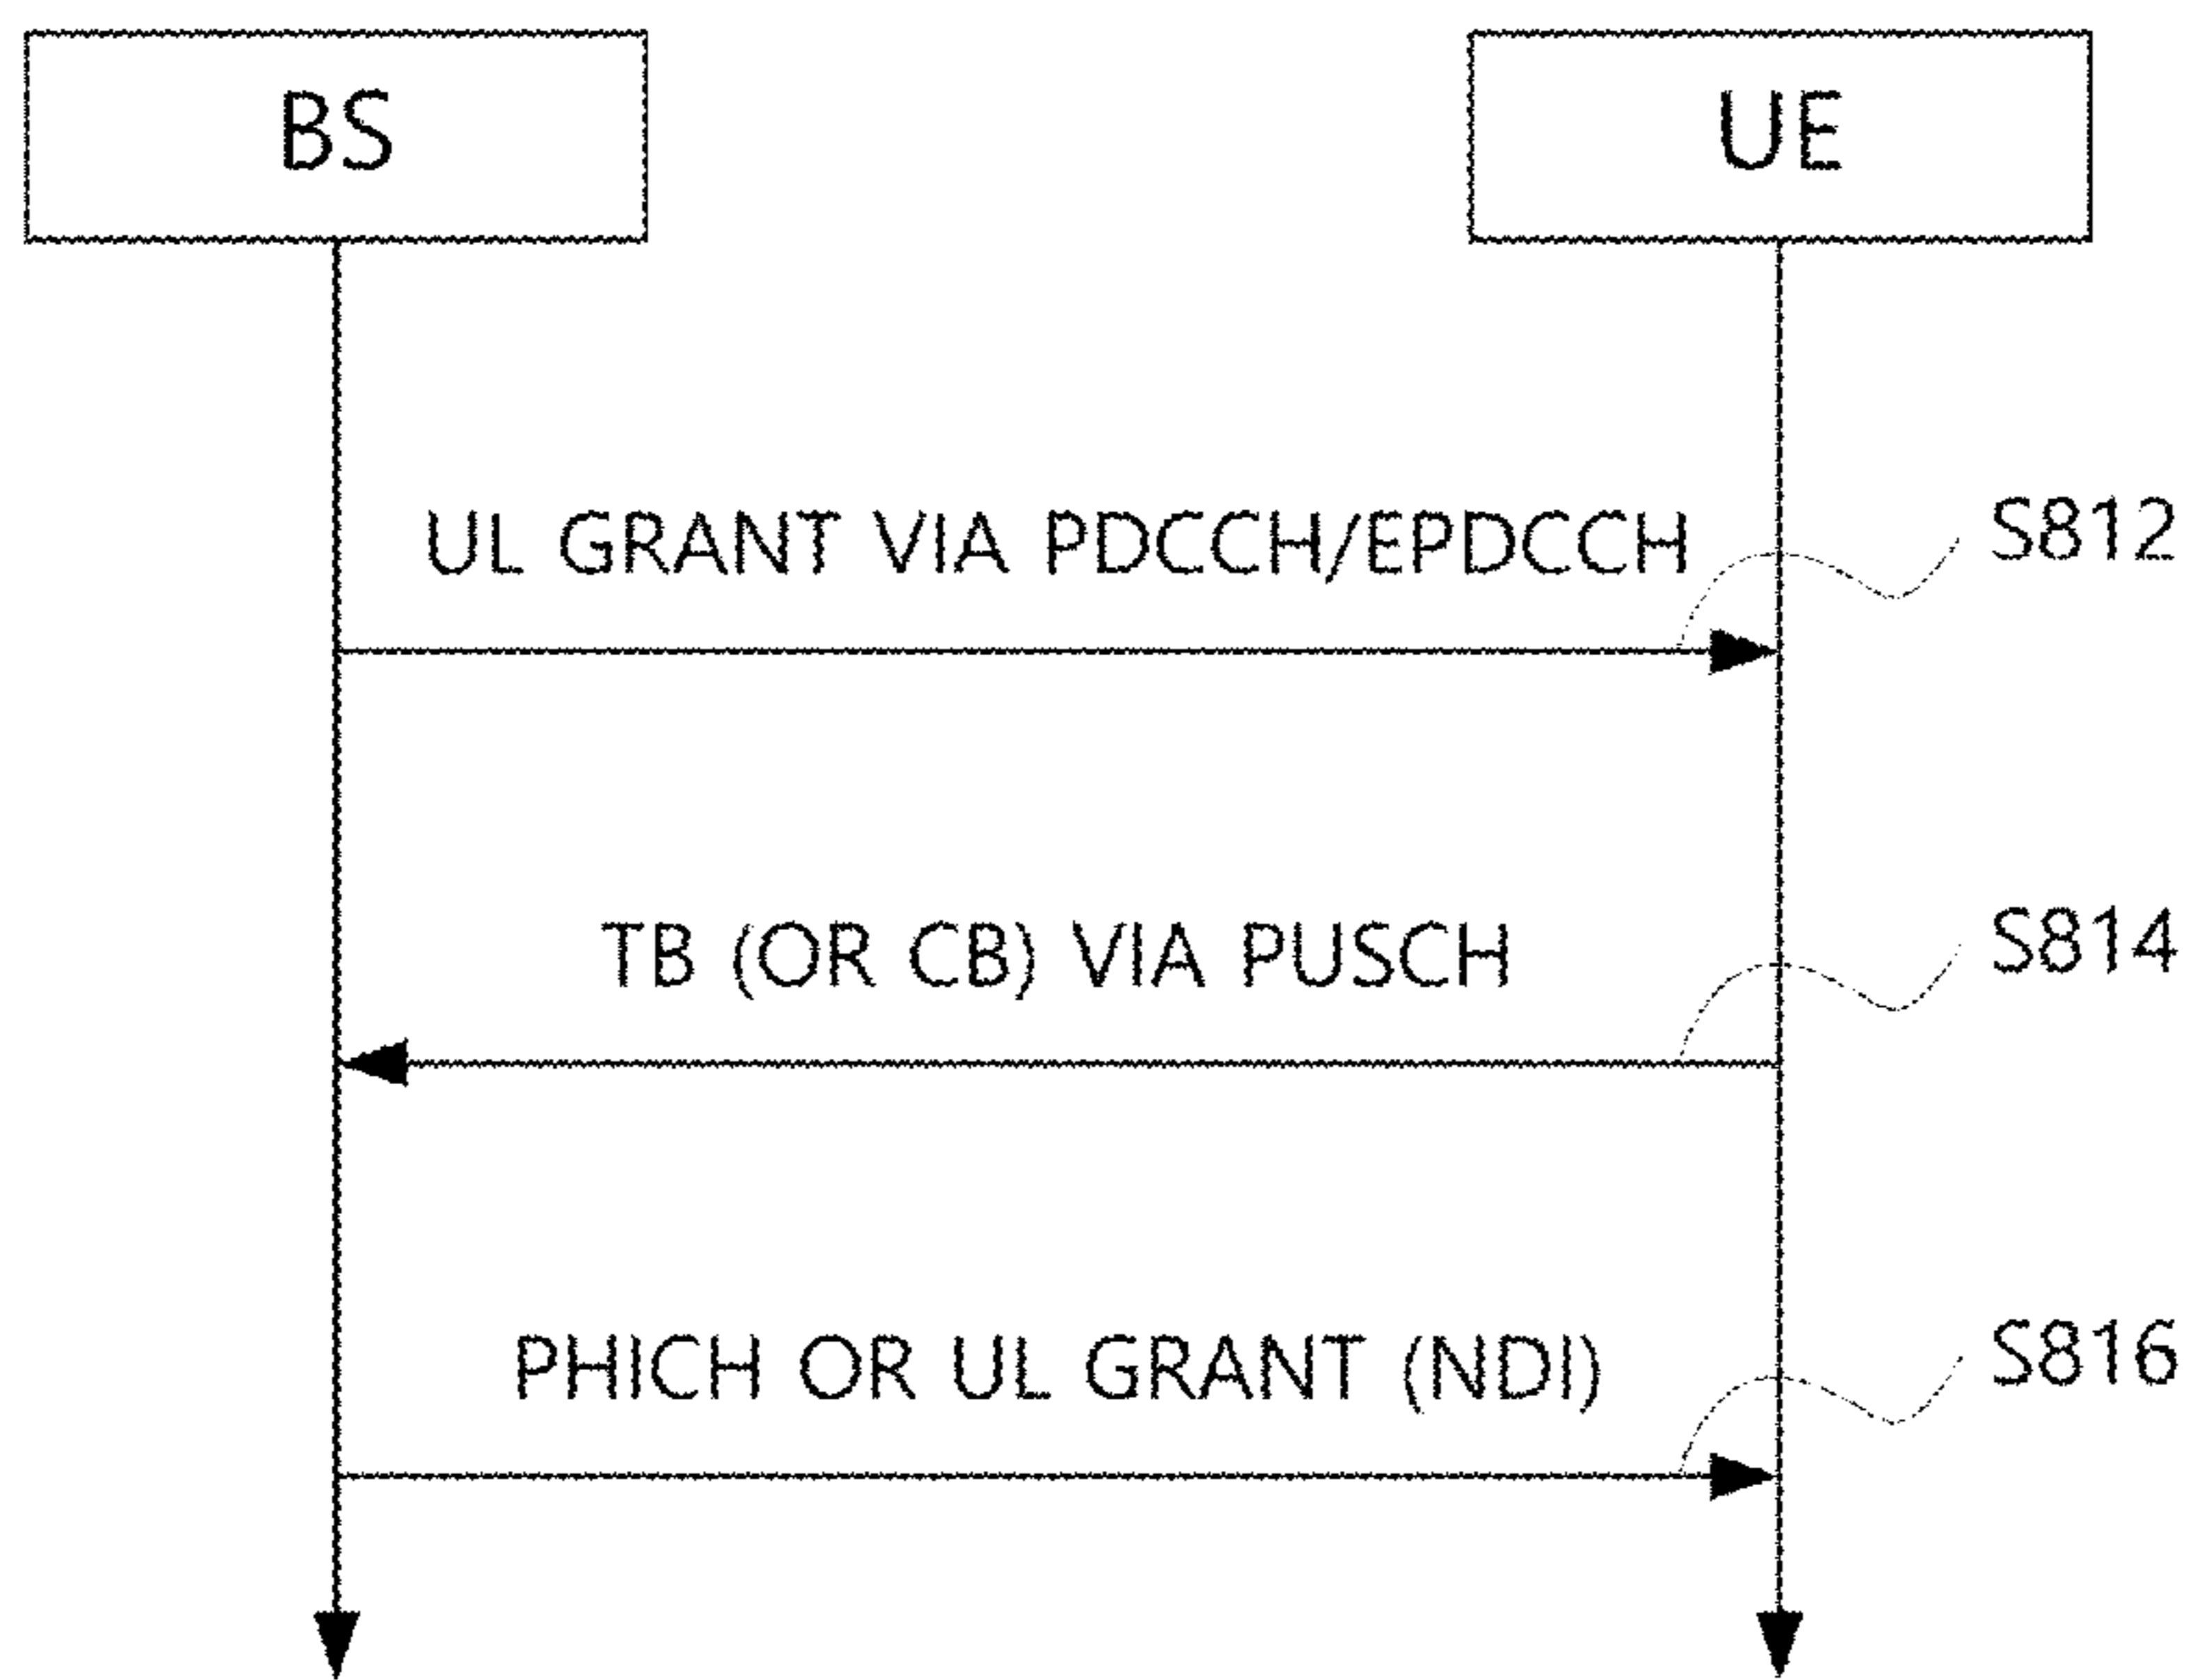 BS
UE
UL GRANT VIA PDCCH/EPDCCH
S812
TB (OR CB) VIA PUSCH
S814
PHICH OR UL GRANT (NDI)
S816